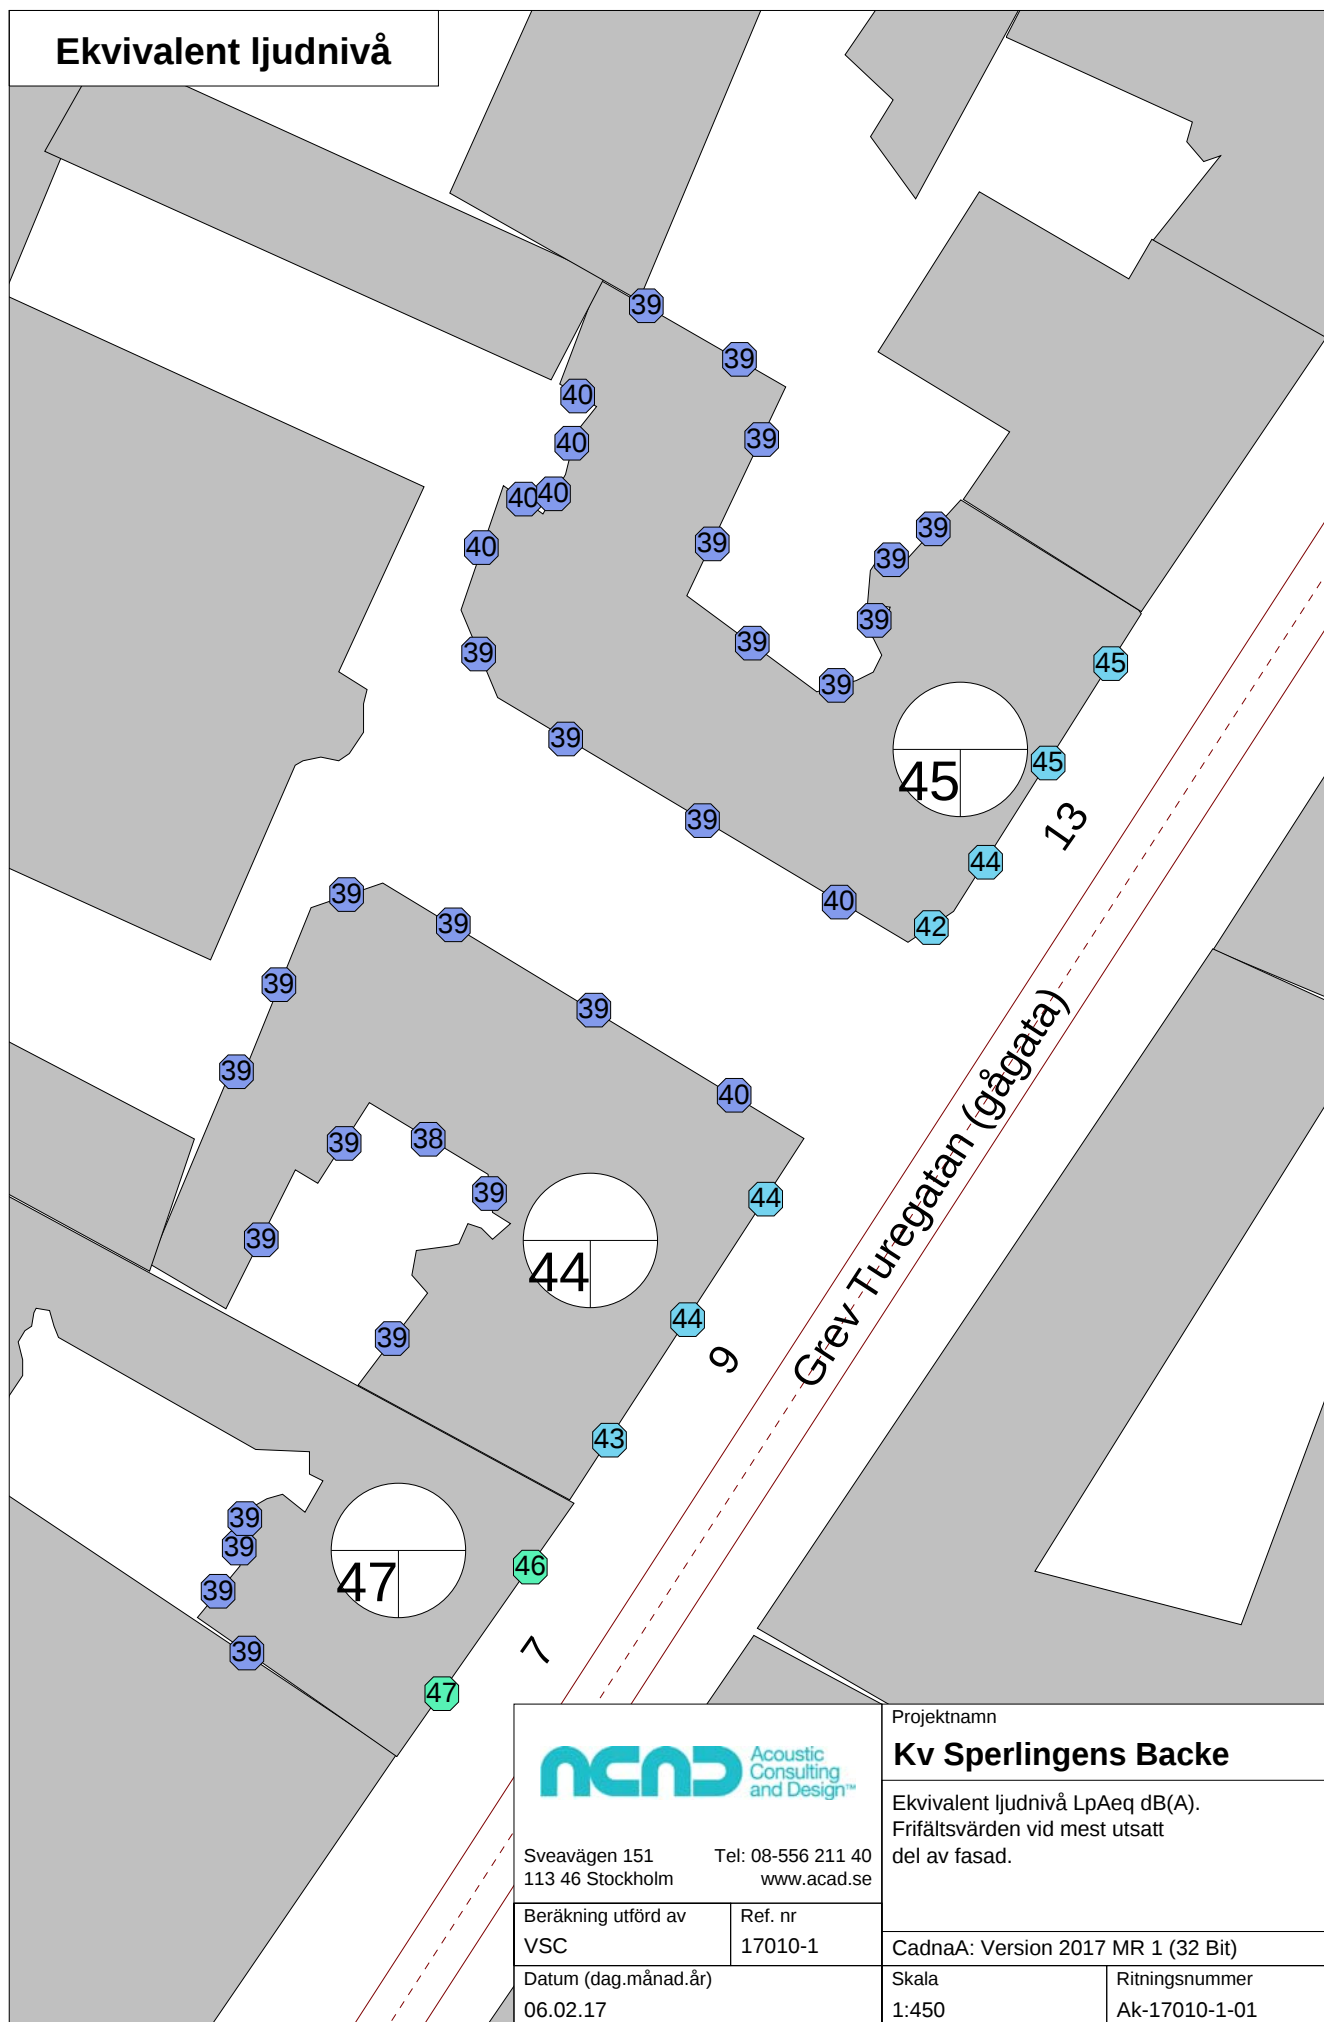 Ekvivalent ljudnivå
39
39
40
40
39
40
40
39
39
40
39
39
39
39
39
39
45
39
45
45
39
13
44
40
42
39
39
39
39
39
40
39
38
39
44
39
44
44
39
9
Grev Turegatan (gågata)
43
39
39
46
47
39
7
39
47
Acoustic
Consulting
and Design™
ACAD
Sveavägen 151
Tel: 08-556 211 40
113 46 Stockholm
www.acad.se
Beräkning utförd av
VSC
Ref. nr
17010-1
Datum (dag.månad.år)
06.02.17
Projektnamn
Kv Sperlingens Backe
Ekvivalent ljudnivå LpAeq dB(A).
Frifältsvärden vid mest utsatt
del av fasad.
CadnaA: Version 2017 MR 1 (32 Bit)
Skala
1:450
Ritningsnummer
Ak-17010-1-01